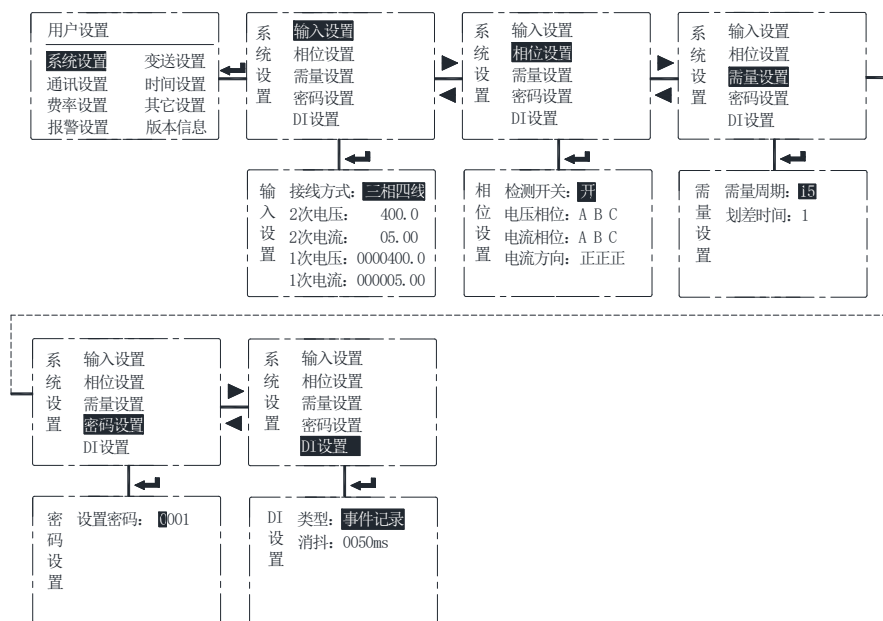 用户设置
系统设置 变送设置
通讯设置 时间设置
费率设置 其它设置
报警设置 版本信息
系统设置
输入设置
相位设置
需量设置
密码设置
DI设置
系统设置
输入设置
相位设置
需量设置
密码设置
DI设置
系统设置
输入设置
相位设置
需量设置
密码设置
DI设置
输入设置
接线方式: 三相四线
2次电压: 400.0
2次电流: 05.00
1次电压: 0000400.0
1次电流: 000005.00
相位设置
检测开关: 开
电压相位: A B C
电流相位: A B C
电流方向: 正正正
需量设置
需量周期: 15
划差时间: 1
系统设置
输入设置
相位设置
需量设置
密码设置
DI设置
系统设置
输入设置
相位设置
需量设置
密码设置
DI设置
密码设置
设置密码: 0001
DI设置
类型: 事件记录
消抖: 0050ms